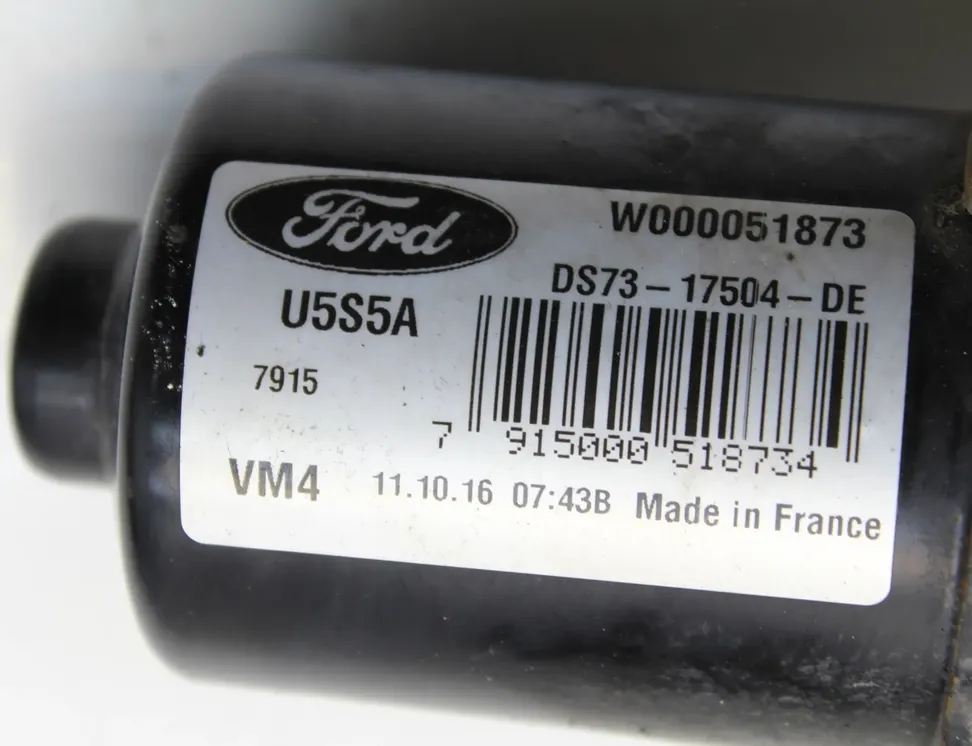 Ford
W000051873
DS73-17504-DE
U5S5A
7915
7 915000 518734
VM4 11.10.16 07:43B Made in France